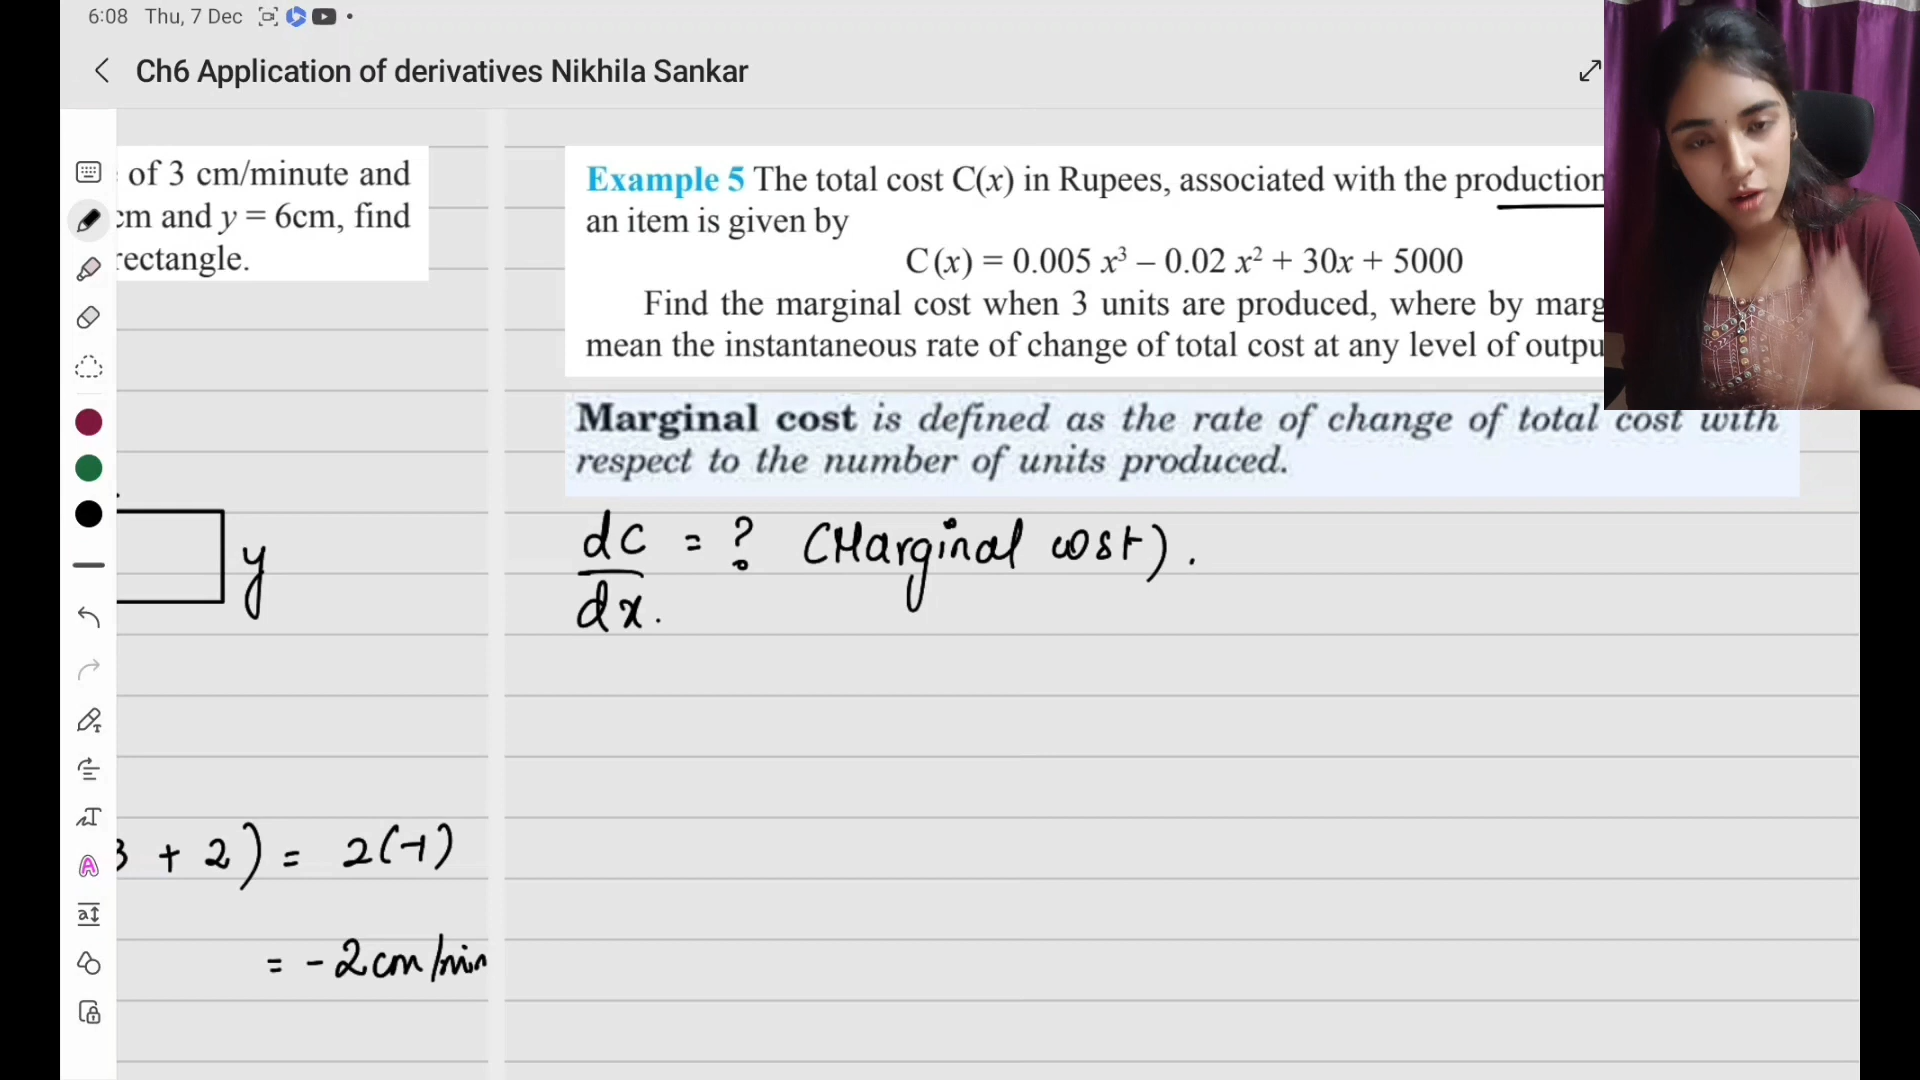 6:08 Thu, 7 Dec
Ch6 Application of derivatives Nikhila Sankar
of 3 cm/minute and
cm and y = 6cm, find
rectangle.
y
3 + 2) = 2(-1)
= -2cm/min
Example 5 The total cost C(x) in Rupees, associated with the production
an item is given by
C(x) = 0.005 x³ – 0.02 x² + 30x + 5000
Find the marginal cost when 3 units are produced, where by marg
mean the instantaneous rate of change of total cost at any level of outpu
Marginal cost is defined as the rate of change of total cost with
respect to the number of units produced.
dc = ? (Marginal cost).
dx.